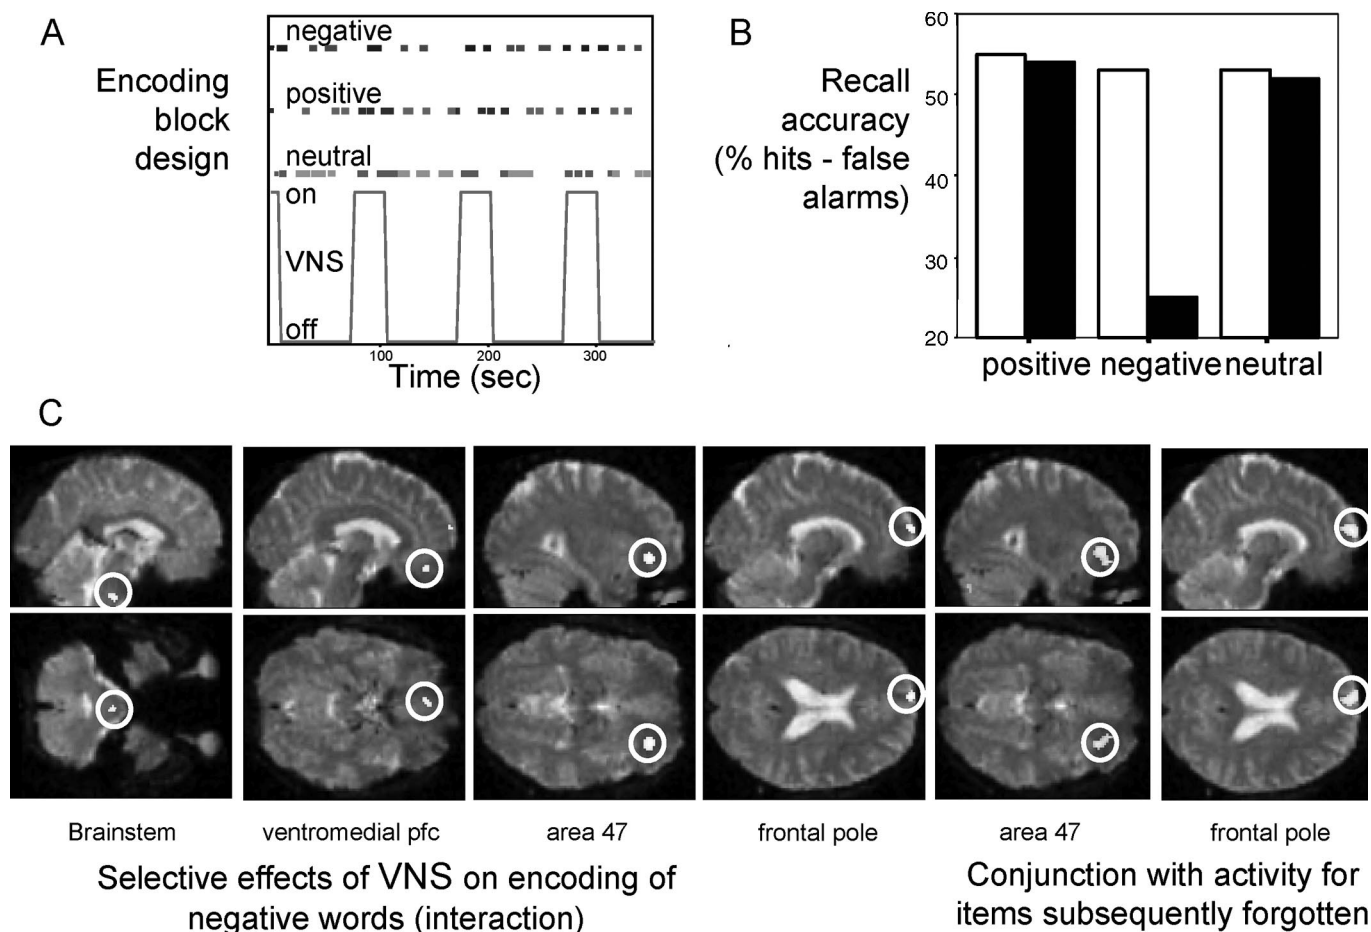 A
Encoding
block
design
negative
positive
neutral
on
VNS
off
100
200
300
Time (sec)
B
Recall
accuracy
(% hits - false
alarms)
60
50
40
30
20
positive
negative
neutral
C
Brainstem
ventromedial pfc
area 47
frontal pole
area 47
frontal pole
Selective effects of VNS on encoding of
negative words (interaction)
Conjunction with activity for
items subsequently forgotten